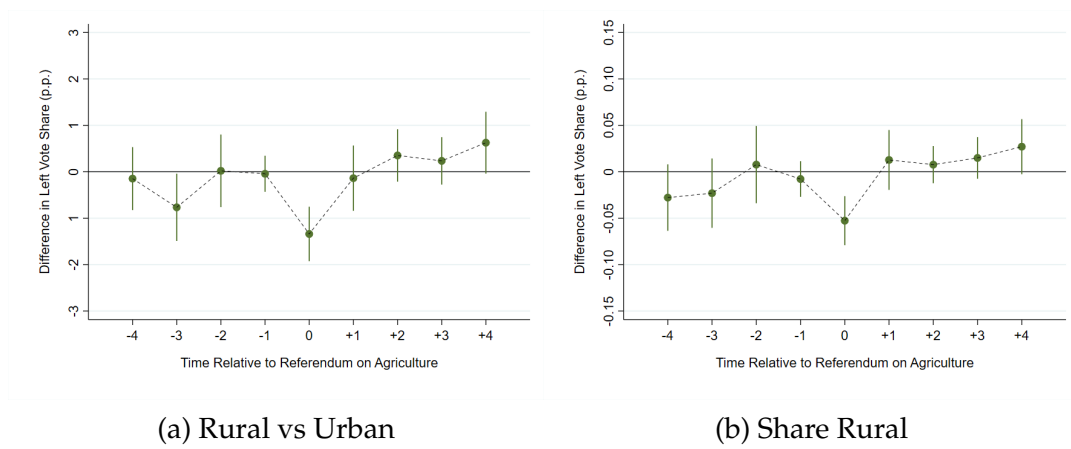 Difference in Left Vote Share (p.p.)
3
2
1
0
-1
-2
-3
-4 -3 -2 -1 0 +1 +2 +3 +4
Time Relative to Referendum on Agriculture
(a) Rural vs Urban
Difference in Left Vote Share (p.p.)
0.15
0.10
0.05
0
-0.05
-0.10
-0.15
-4 -3 -2 -1 0 +1 +2 +3 +4
Time Relative to Referendum on Agriculture
(b) Share Rural